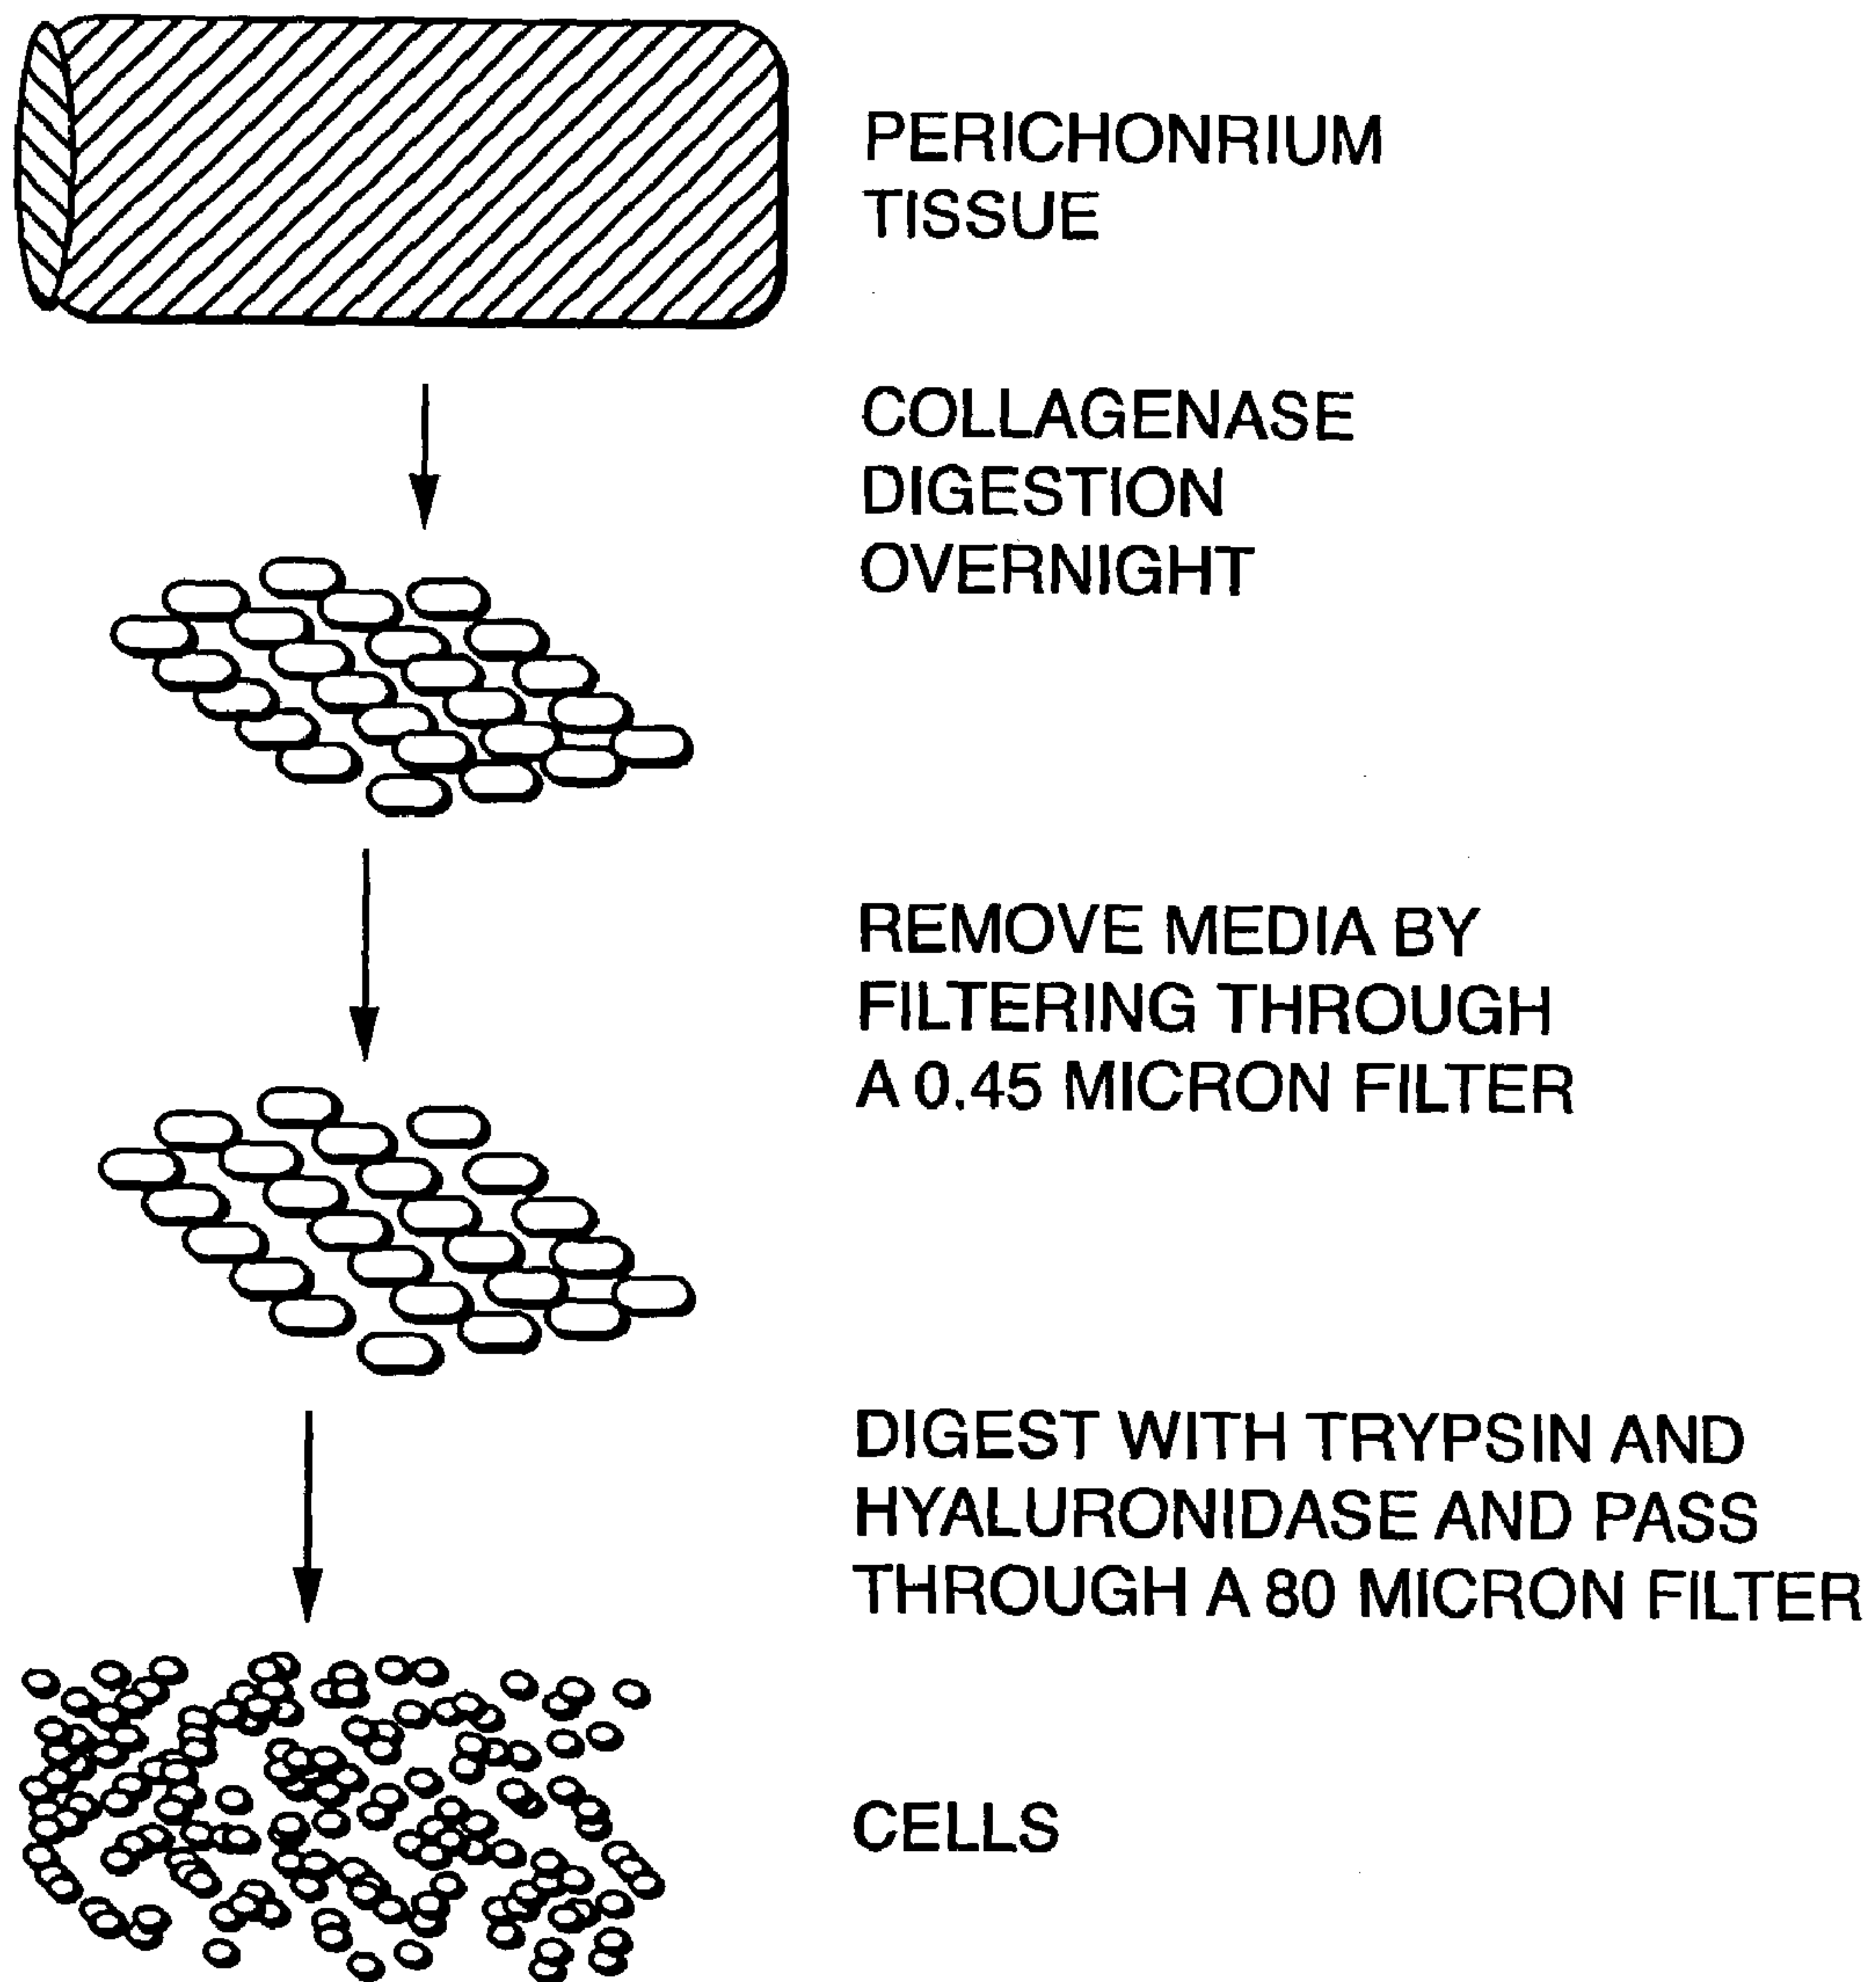 PERICHONRIUM
TISSUE
COLLAGENASE
DIGESTION
OVERNIGHT
REMOVE MEDIA BY
FILTERING THROUGH
A 0.45 MICRON FILTER
DIGEST WITH TRYPSIN AND
HYALURONIDASE AND PASS
THROUGH A 80 MICRON FILTER
CELLS